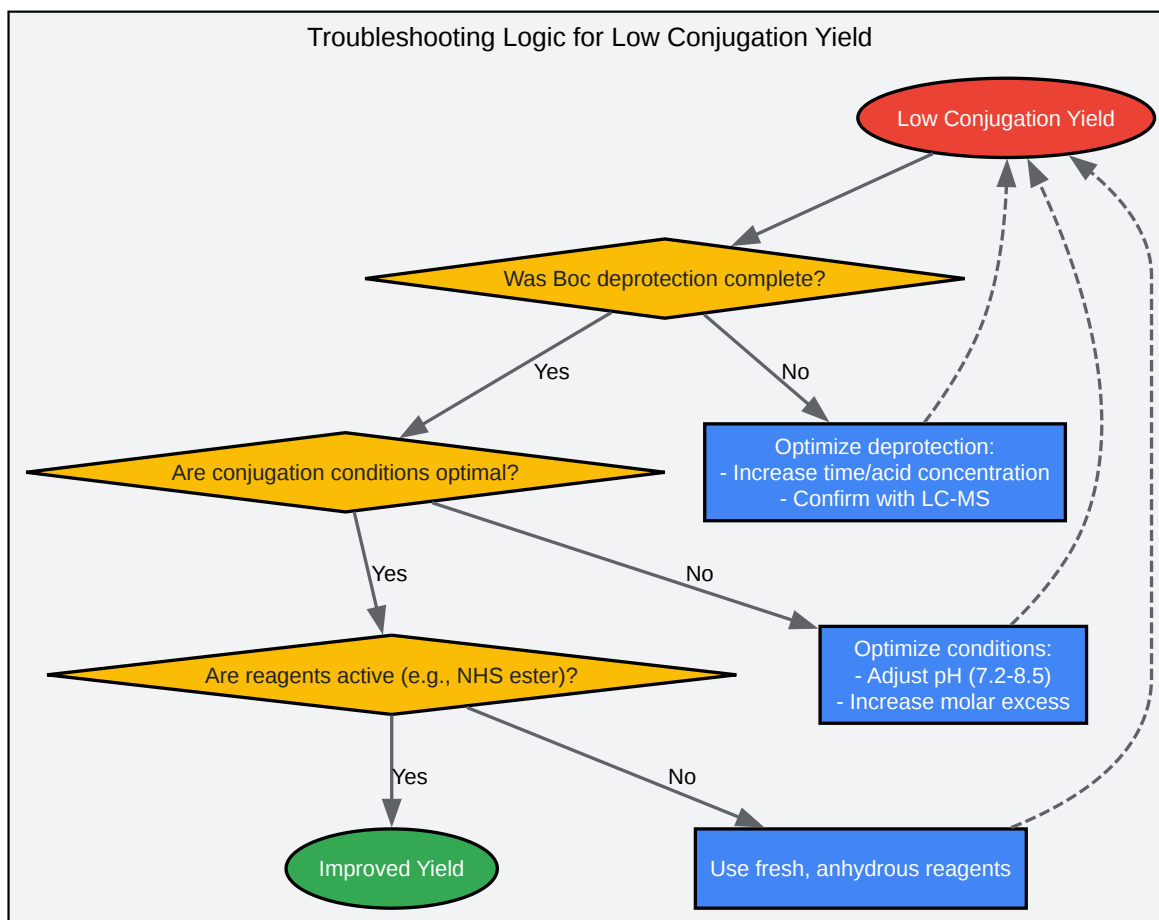 Troubleshooting Logic for Low Conjugation Yield
Low Conjugation Yield
Was Boc deprotection complete?
Yes
No
Optimize deprotection:
- Increase time/acid concentration
- Confirm with LC-MS
Are conjugation conditions optimal?
Yes
No
Optimize conditions:
- Adjust pH (7.2-8.5)
- Increase molar excess
Are reagents active (e.g., NHS ester)?
Yes
No
Improved Yield
Use fresh, anhydrous reagents